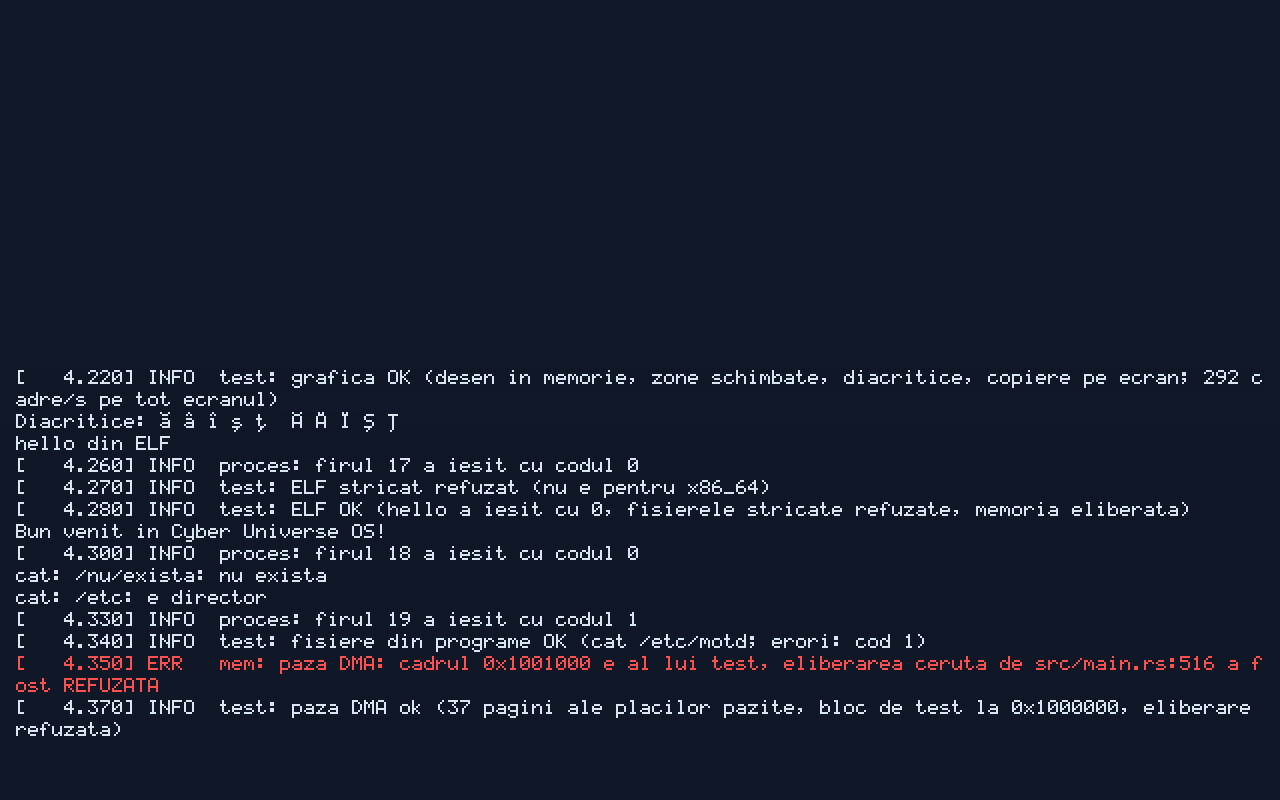 [   4.220] INFO  test: grafica OK (desen in memorie, zone schimbate, diacritice, copiere pe ecran; 292 c
adre/s pe tot ecranul)
Diacritice: ă â î ș ț  Ă Â Î Ș Ț
hello din ELF
[   4.260] INFO  proces: firul 17 a iesit cu codul 0
[   4.270] INFO  test: ELF stricat refuzat (nu e pentru x86_64)
[   4.280] INFO  test: ELF OK (hello a iesit cu 0, fisierele stricate refuzate, memoria eliberata)
Bun venit in Cyber Universe OS!
[   4.300] INFO  proces: firul 18 a iesit cu codul 0
cat: /nu/exista: nu exista
cat: /etc: e director
[   4.330] INFO  proces: firul 19 a iesit cu codul 1
[   4.340] INFO  test: fisiere din programe OK (cat /etc/motd; erori: cod 1)
[   4.350] ERR   mem: paza DMA: cadrul 0x1001000 e al lui test, eliberarea ceruta de src/main.rs:516 a f
ost REFUZATA
[   4.370] INFO  test: paza DMA ok (37 pagini ale placilor pazite, bloc de test la 0x1000000, eliberare
refuzata)